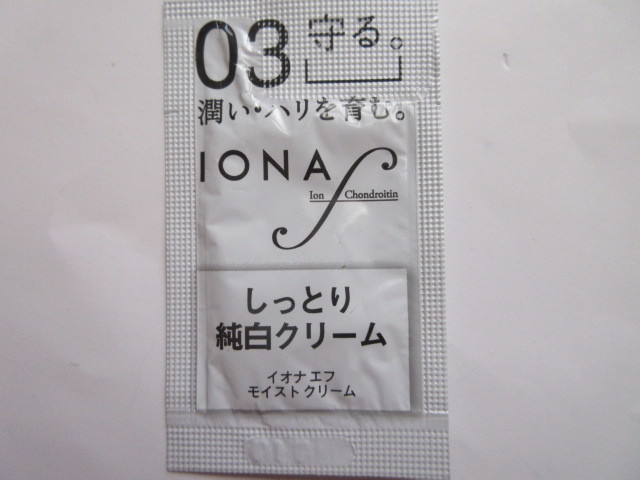 03 守る。
潤い・ハリを育む。
IONA f
Ion Chondroitin
しっとり
純白クリーム
イオナ エフ
モイスト クリーム